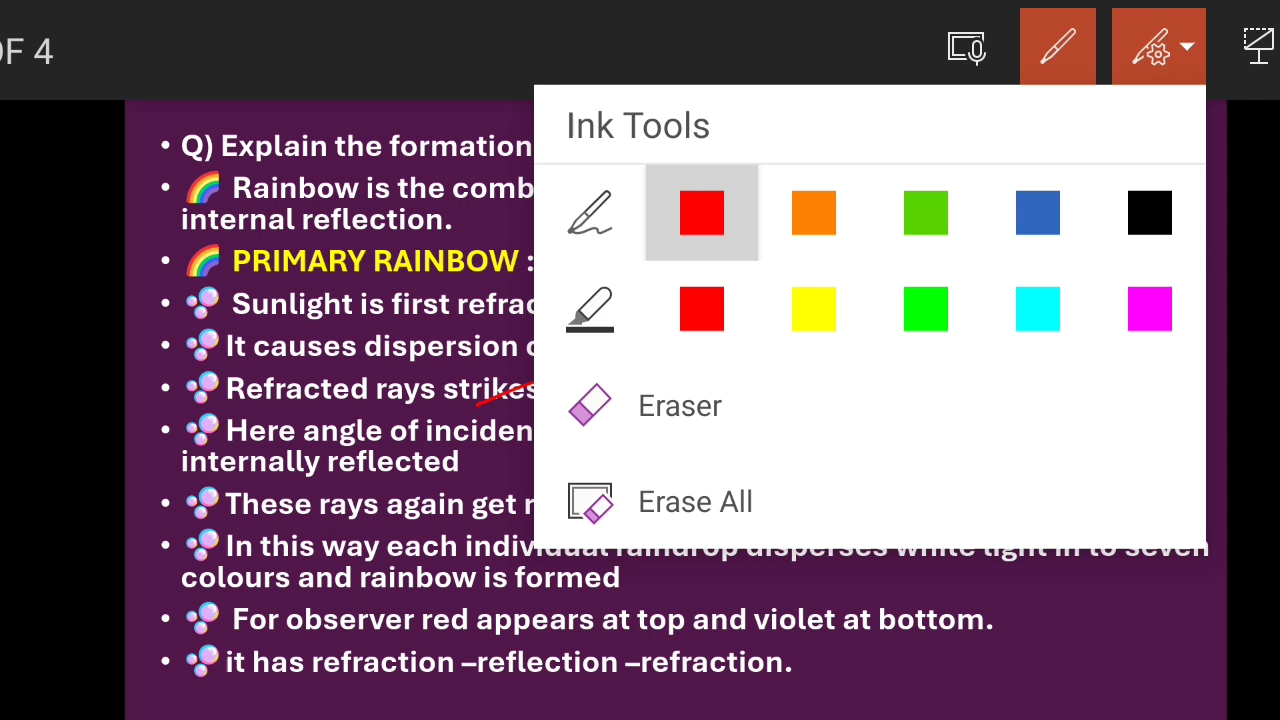 OF 4
Ink Tools
Eraser
Erase All
• Q) Explain the formation
• 🌈 Rainbow is the comb
internal reflection.
• 🌈 PRIMARY RAINBOW :
• Sunlight is first refrac
• It causes dispersion
• Refracted rays strikes
• Here angle of inciden
internally reflected
• These rays again get
• In this way each individual raindrop disperses white light in to seven
colours and rainbow is formed
• For observer red appears at top and violet at bottom.
• it has refraction –reflection –refraction.